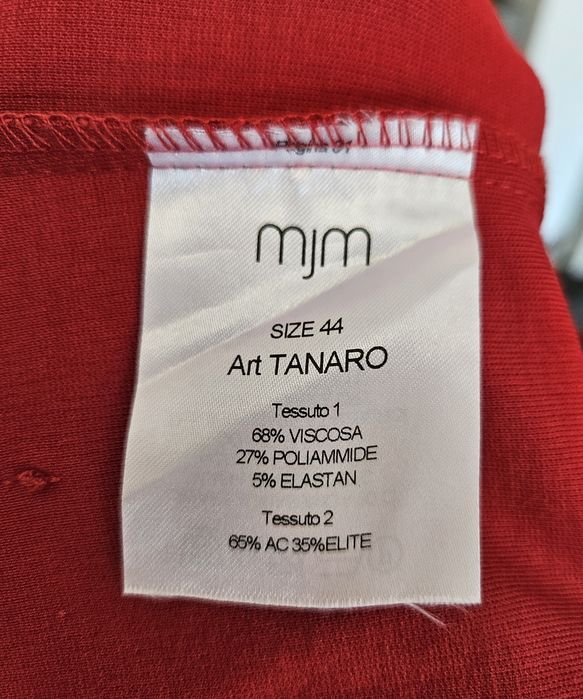 mjm
SIZE 44
Art TANARO
Tessuto 1
68% VISCOSA
27% POLIAMMIDE
5% ELASTAN
Tessuto 2
65% AC 35%ELITE